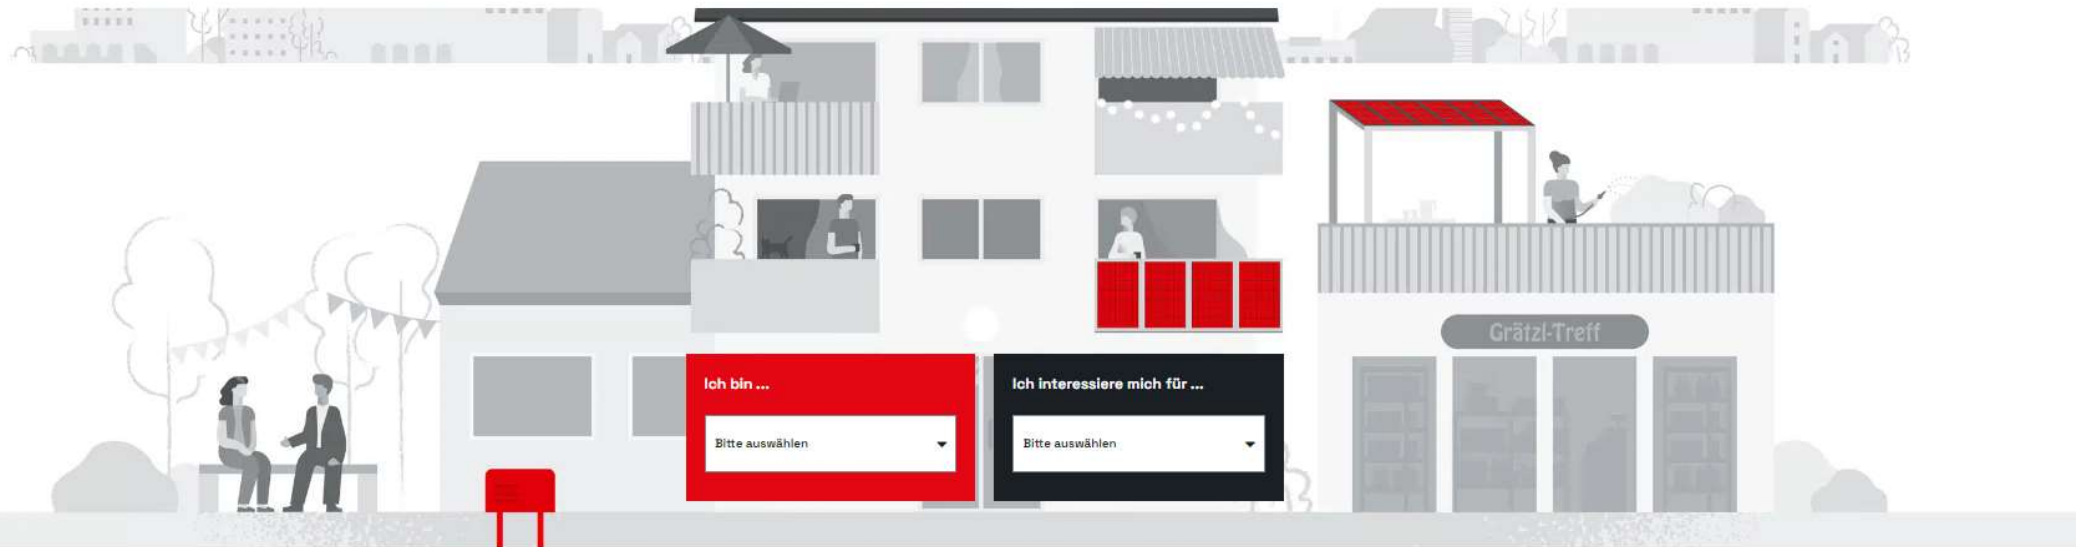 Grätzl-Treff
Ich bin ...
Bitte auswählen
Ich interessiere mich für ...
Bitte auswählen